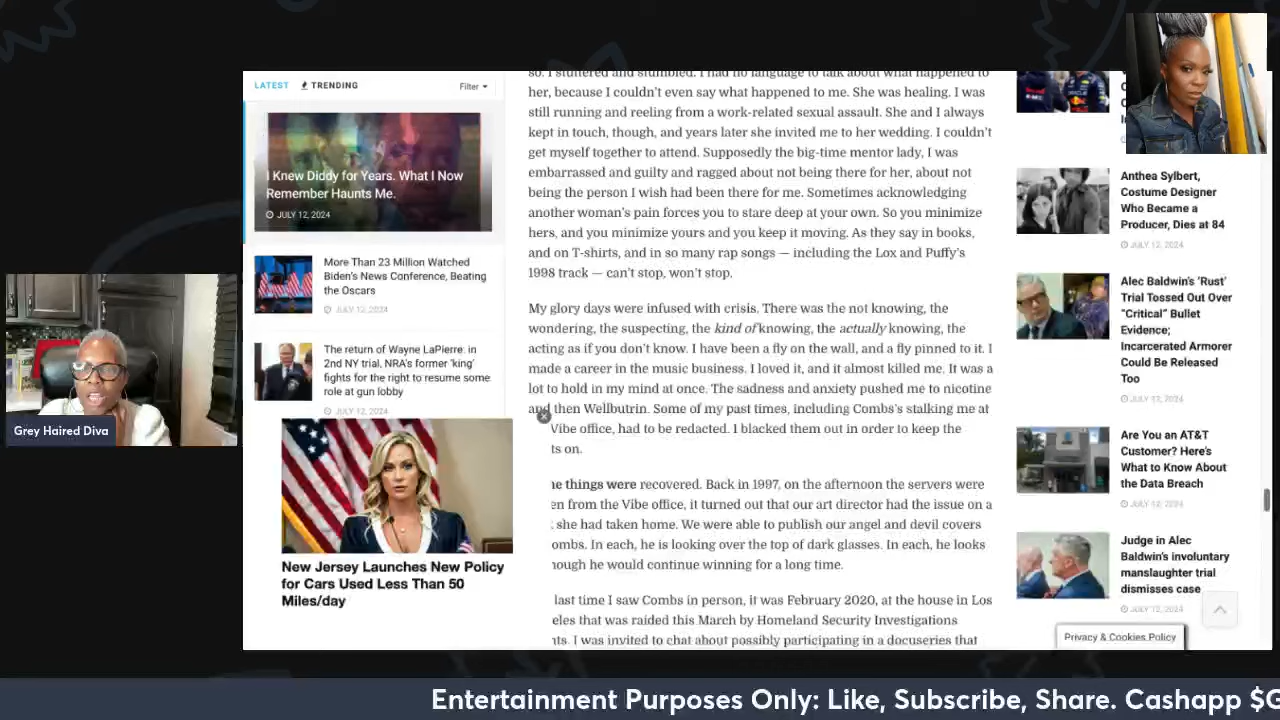 LATEST
TRENDING
Filter
I Knew Diddy for Years. What I Now
Remember Haunts Me.
JULY 12, 2024
More Than 23 Million Watched
Biden's News Conference, Beating
the Oscars
JULY 12, 2024
The return of Wayne LaPierre: in
2nd NY trial, NRA's former 'king'
fights for the right to resume some
role at gun lobby
JULY 12, 2024
New Jersey Launches New Policy
for Cars Used Less Than 50
Miles/day
Grey Haired Diva
so. I stuttered and stumbled. I had no language to talk about what happened to
her, because I couldn't even say what happened to me. She was healing. I was
still running and reeling from a work-related sexual assault. She and I always
kept in touch, though, and years later she invited me to her wedding. I couldn't
get myself together to attend. Supposedly the big-time mentor lady, I was
embarrassed and guilty and ragged about not being there for her, about not
being the person I wish had been there for me. Sometimes acknowledging
another woman's pain forces you to stare deep at your own. So you minimize
hers, and you minimize yours and you keep it moving. As they say in books,
and on T-shirts, and in so many rap songs — including the Lox and Puffy's
1998 track — can't stop, won't stop.
My glory days were infused with crisis. There was the not knowing, the
wondering, the suspecting, the kind of knowing, the actually knowing, the
acting as if you don't know. I have been a fly on the wall, and a fly pinned to it. I
made a career in the music business. I loved it, and it almost killed me. It was a
lot to hold in my mind at once. The sadness and anxiety pushed me to nicotine
and then Wellbutrin. Some of my past times, including Combs's stalking me at
Vibe office, had to be redacted. I blacked them out in order to keep the
ts on.
ne things were recovered. Back in 1997, on the afternoon the servers were
en from the Vibe office, it turned out that our art director had the issue on a
she had taken home. We were able to publish our angel and devil covers
ombs. In each, he is looking over the top of dark glasses. In each, he looks
hough he would continue winning for a long time.
last time I saw Combs in person, it was February 2020, at the house in Los
eles that was raided this March by Homeland Security Investigations
nts. I was invited to chat about possibly participating in a docuseries that
Anthea Sylbert,
Costume Designer
Who Became a
Producer, Dies at 84
JULY 12, 2024
Alec Baldwin's 'Rust'
Trial Tossed Out Over
"Critical" Bullet
Evidence;
Incarcerated Armorer
Could Be Released
Too
JULY 12, 2024
Are You an AT&T
Customer? Here's
What to Know About
the Data Breach
JULY 12, 2024
Judge in Alec
Baldwin's involuntary
manslaughter trial
dismisses case
JULY 12, 2024
Privacy & Cookies Policy
Entertainment Purposes Only: Like, Subscribe, Share. Cashapp $G